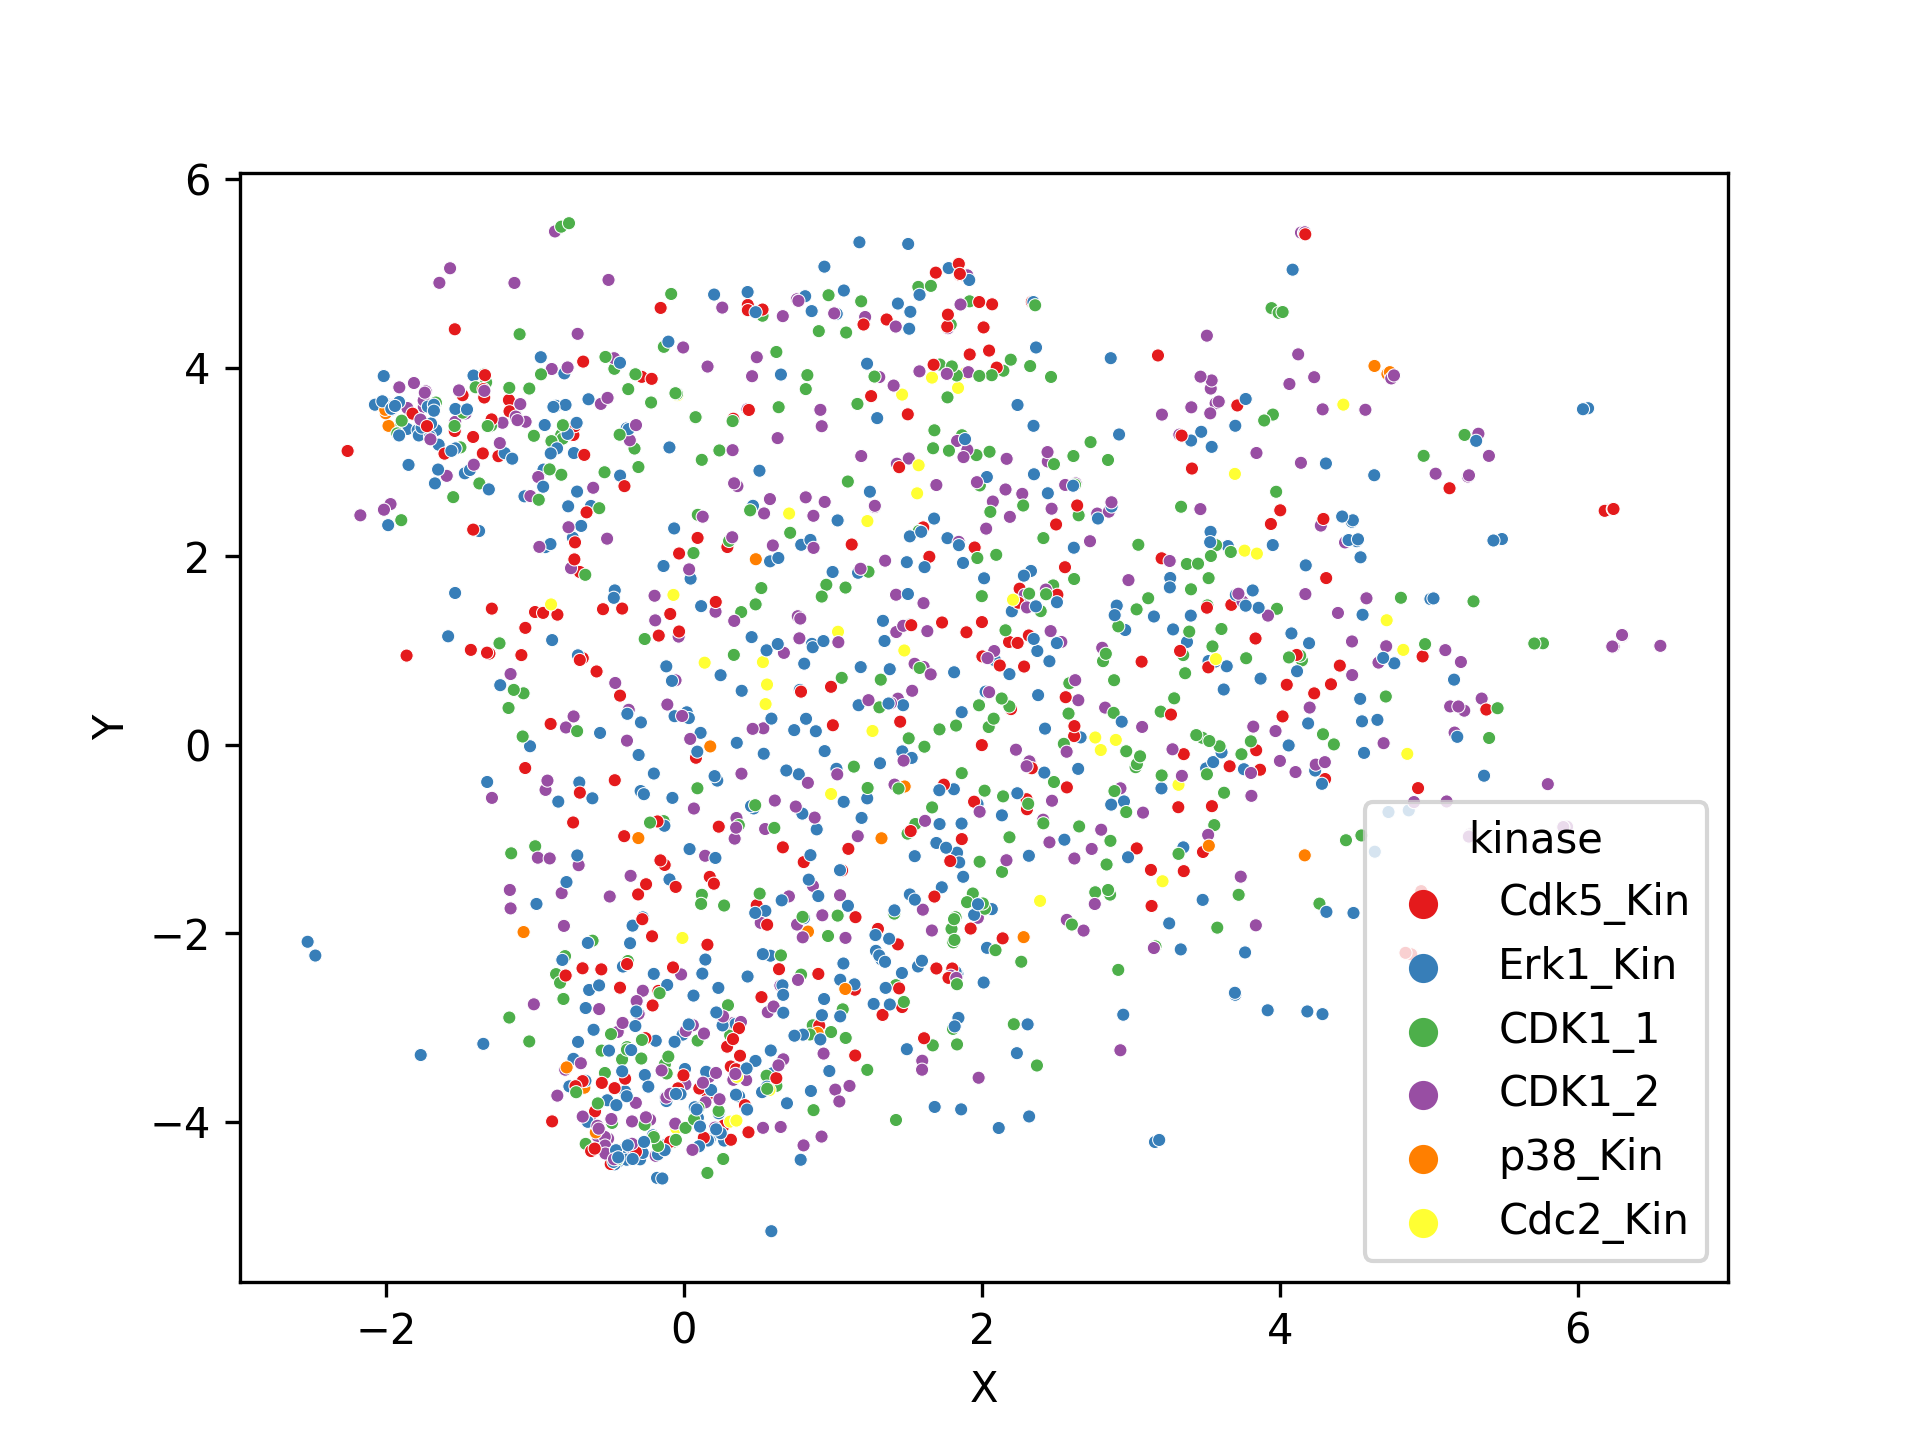 6
4
2
0
−2
−4
Y
−2 0 2 4 6
X
kinase
Cdk5_Kin
Erk1_Kin
CDK1_1
CDK1_2
p38_Kin
Cdc2_Kin